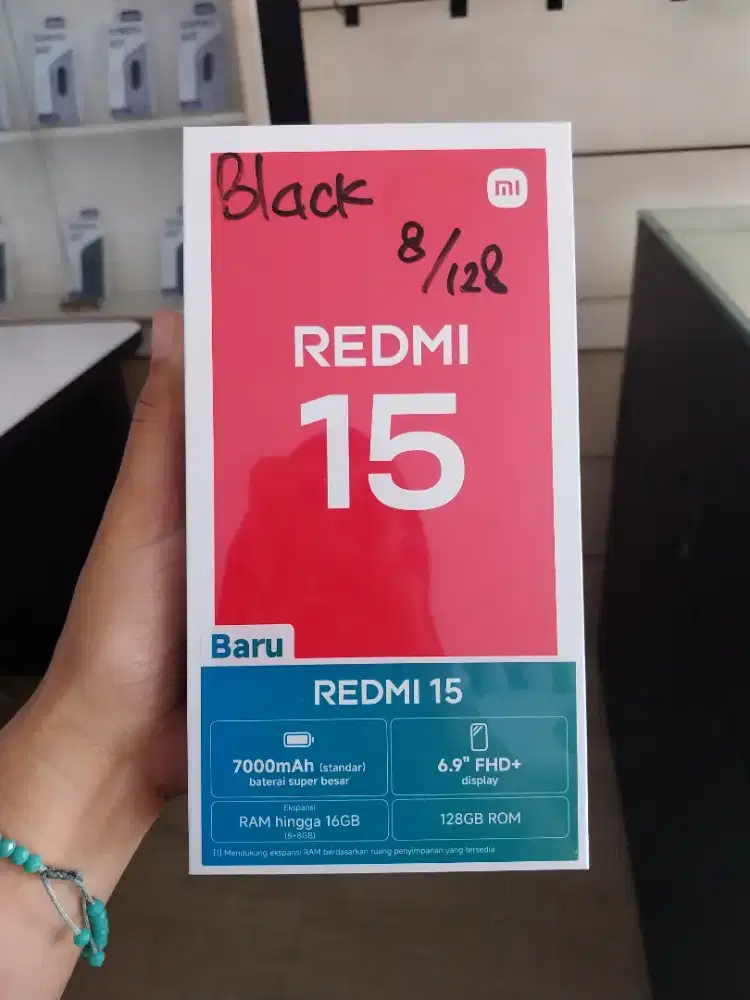 Black
mi
8/128
REDMI
15
Baru
REDMI 15
7000mAh (standar)
baterai super besar
6.9" FHD+
display
Ekspansi
RAM hingga 16GB
(8+8GB)
128GB ROM
[1] Mendukung ekspansi RAM berdasarkan ruang penyimpanan yang tersedia